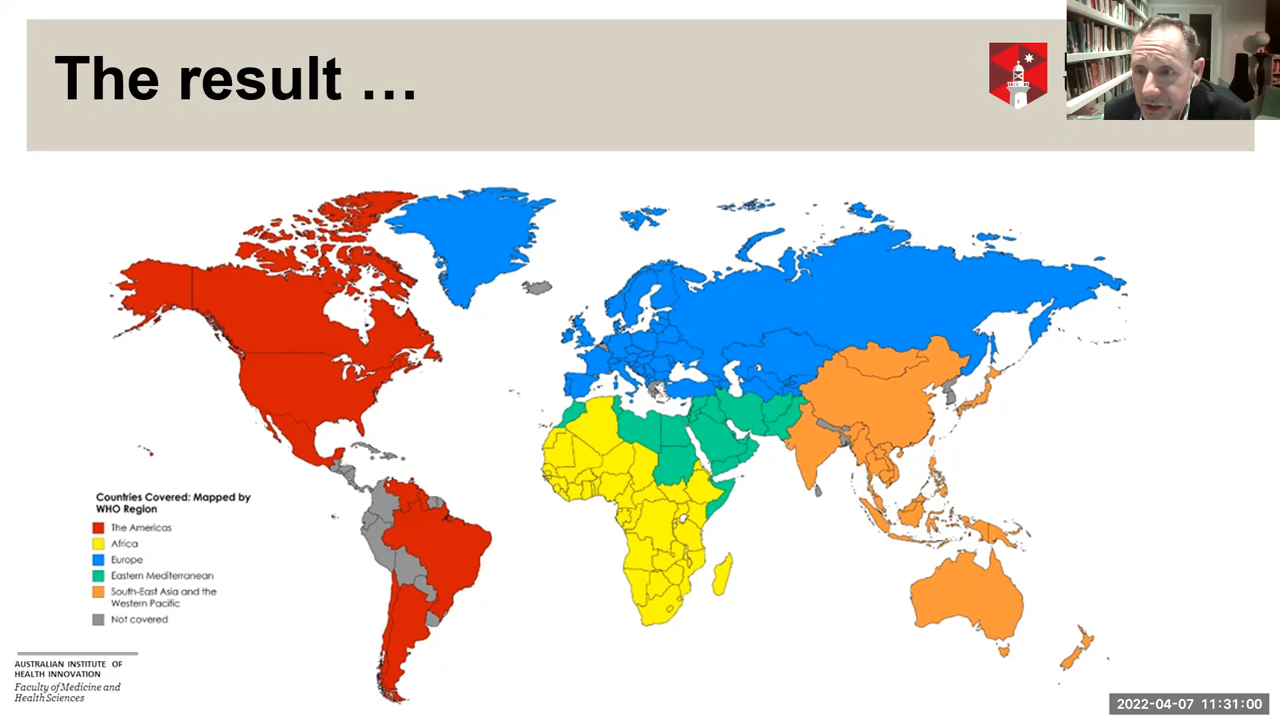 The result …
Countries Covered: Mapped by
WHO Region
The Americas
Africa
Europe
Eastern Mediterranean
South-East Asia and the
Western Pacific
Not covered
AUSTRALIAN INSTITUTE OF
HEALTH INNOVATION
Faculty of Medicine and
Health Sciences
2022-04-07 11:31:00